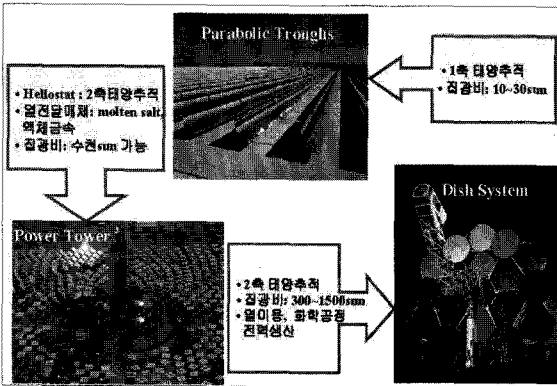 Parabolic Troughs
• 1축 태양추적
• 집광비: 10~30sun
• Heliostat : 2축태양추적
• 열전달매체: molten salt,
액체금속
• 집광비: 수천sun 가능
Power Tower
Dish System
• 2축 태양추적
• 집광비: 300~1500sun
• 열이용, 화학공정
전력생산